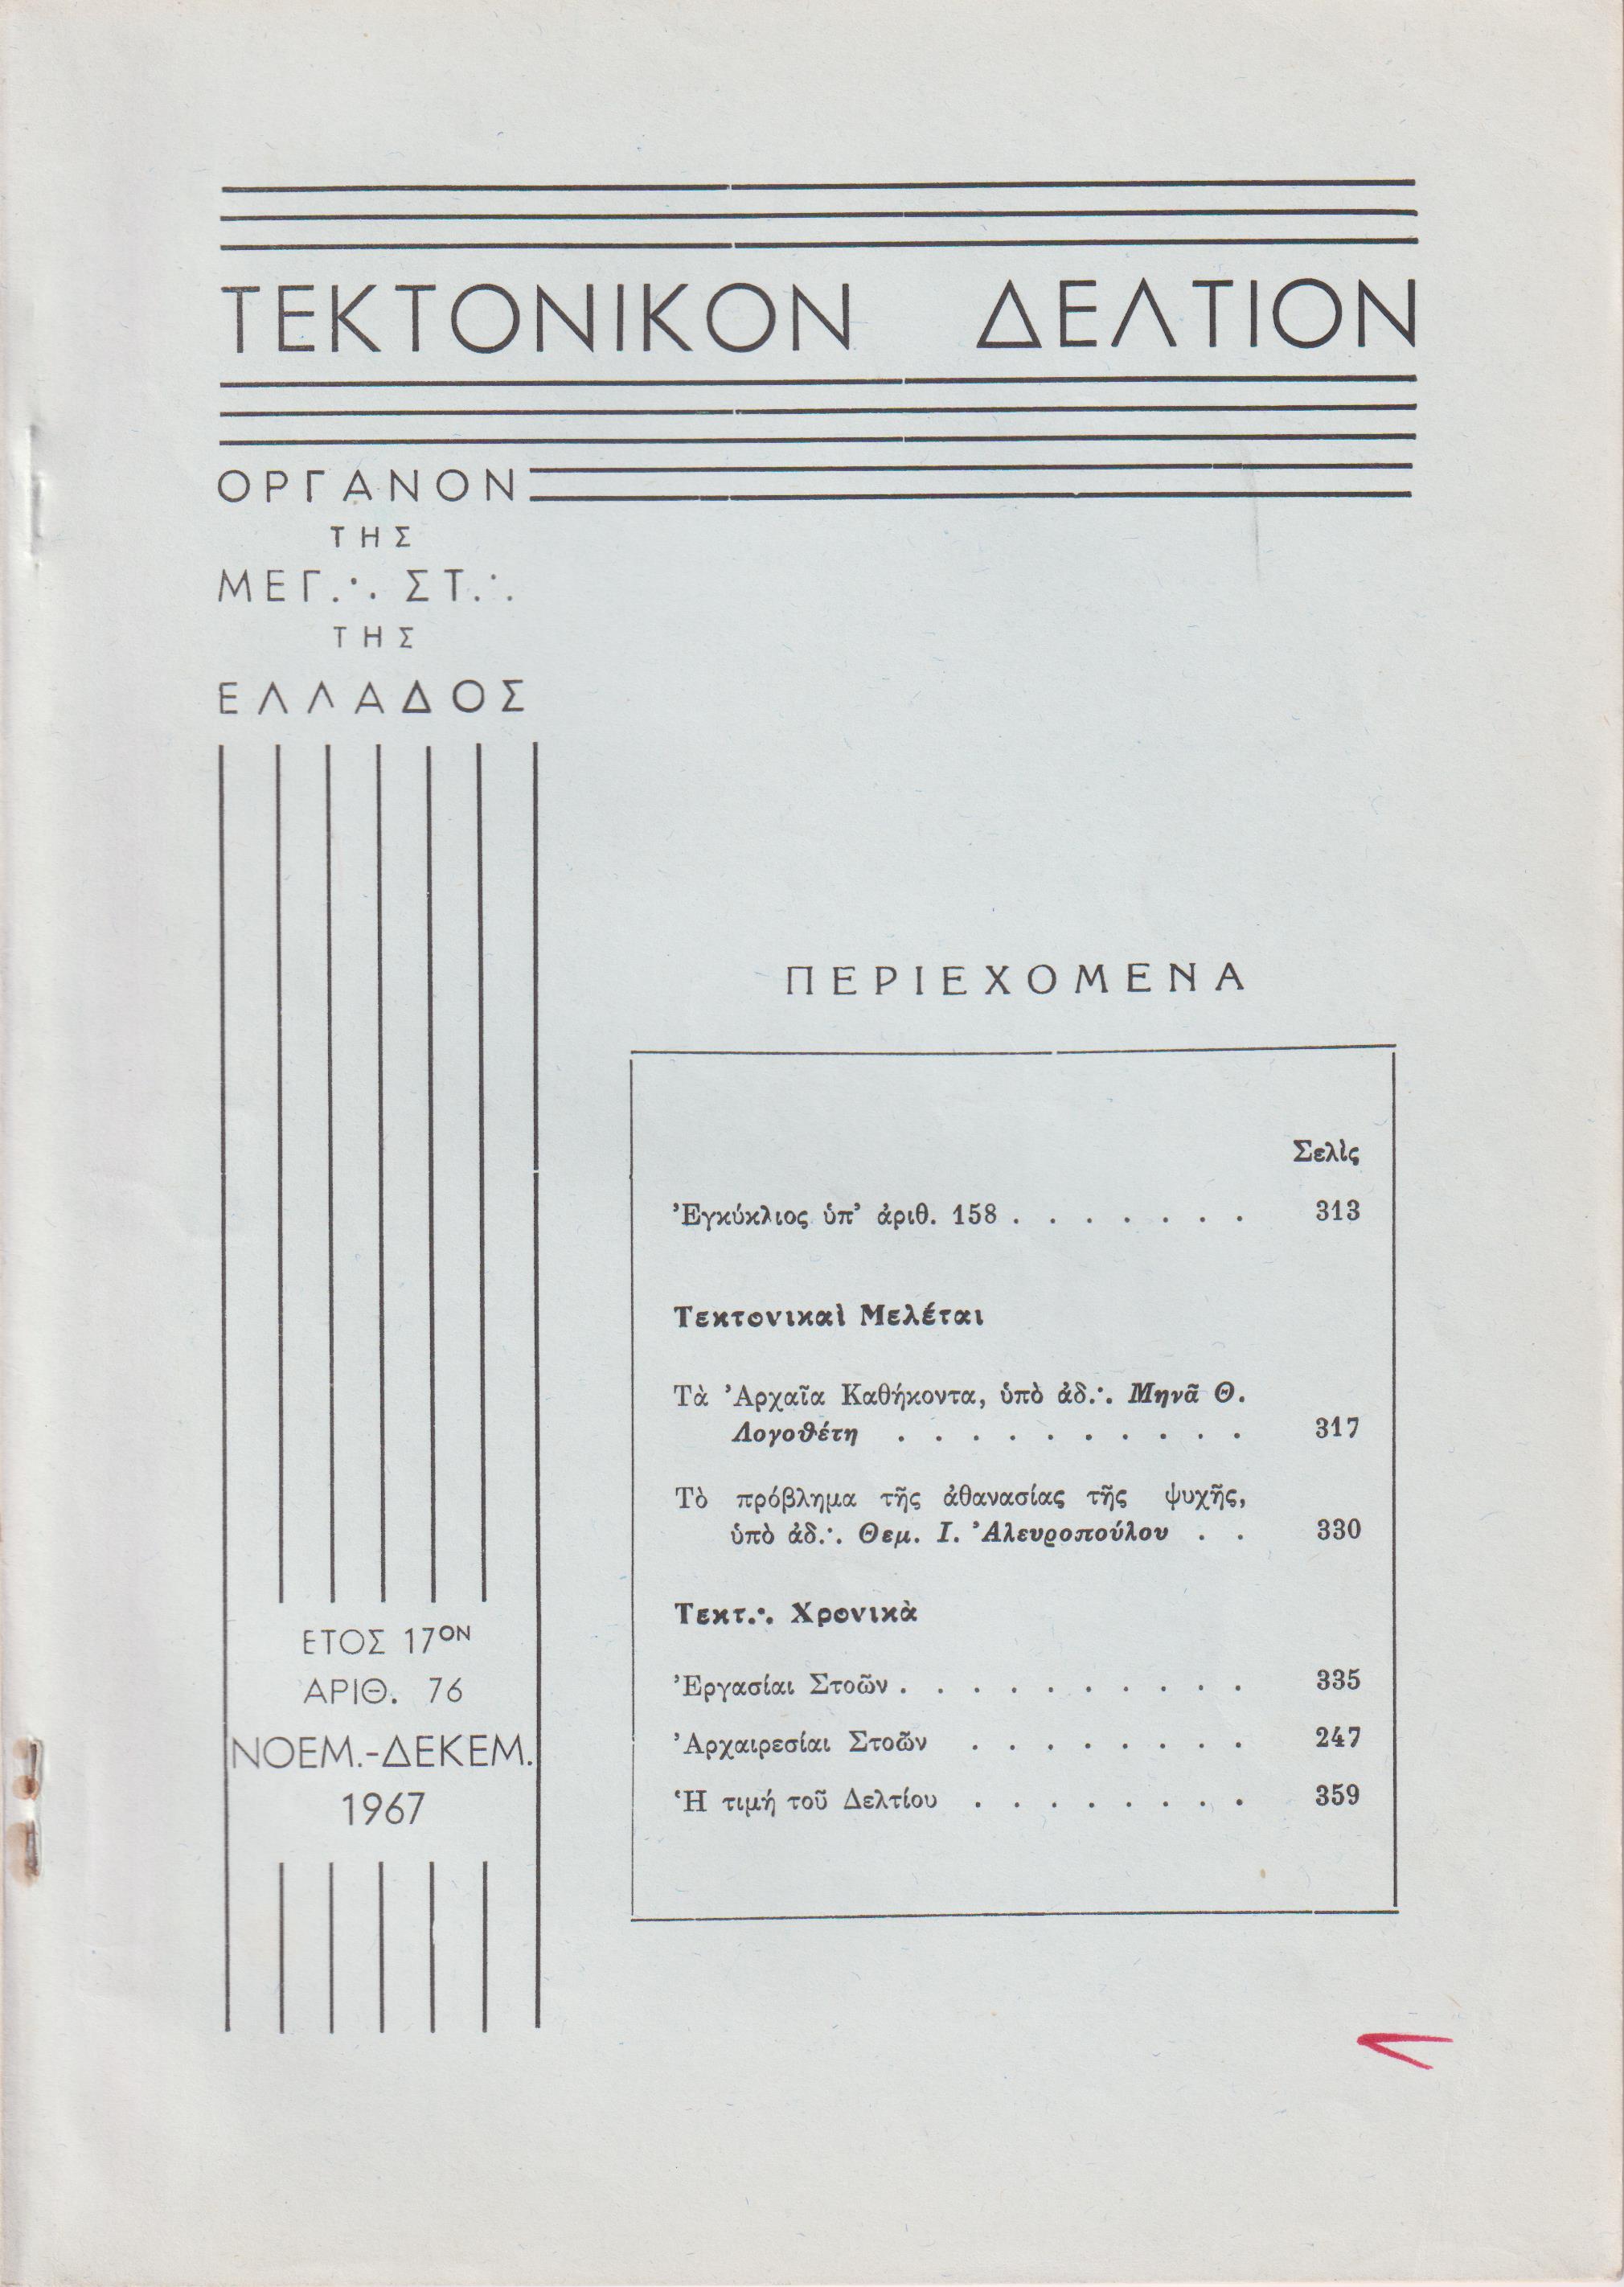 ΤΕΚΤΟΝΙΚΟΝ ΔΕΛΤΙΟΝ
ΟΡΓΑΝΟΝ
ΤΗΣ
ΜΕΓ.·. ΣΤ.·.
ΤΗΣ
ΕΛΛΑΔΟΣ
ΠΕΡΙΕΧΟΜΕΝΑ
Σελὶς
Ἐγκύκλιος ὑπ' ἀριθ. 158 . . . . . . . 313
Τεκτονικαὶ Μελέται
Τὰ Ἀρχαῖα Καθήκοντα, ὑπὸ ἀδ.·. Μηνᾶ Θ.
Λογοθέτη . . . . . . . . . . 317
Τὸ πρόβλημα τῆς ἀθανασίας τῆς ψυχῆς,
ὑπὸ ἀδ.·. Θεμ. Ι. Ἀλευροπούλου . . 330
Τεκτ.·. Χρονικὰ
Ἐργασίαι Στοῶν . . . . . . . . . . 335
Ἀρχαιρεσίαι Στοῶν . . . . . . . . 247
Ἡ τιμή τοῦ Δελτίου . . . . . . . . 359
ΕΤΟΣ 17ΟΝ
ΑΡΙΘ. 76
ΝΟΕΜ.-ΔΕΚΕΜ.
1967